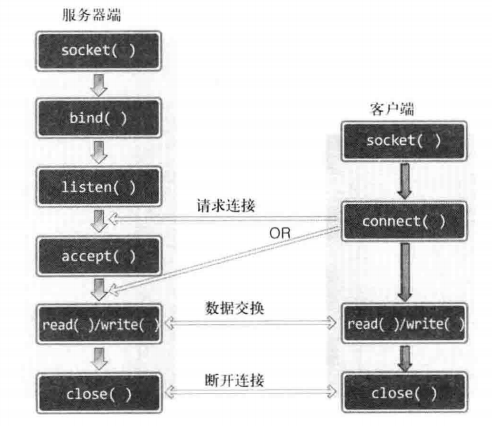 服务器端
socket( )
bind( )
客户端
socket( )
listen( )
请求连接
connect( )
OR
accept( )
read( )/write( )
数据交换
read( )/write( )
close( )
断开连接
close( )